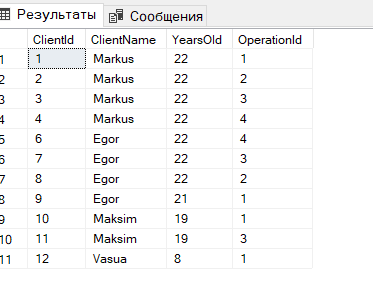 Результаты Сообщения
ClientId ClientName YearsOld OperationId
1 1 Markus 22 1
2 2 Markus 22 2
3 3 Markus 22 3
4 4 Markus 22 4
5 6 Egor 22 4
6 7 Egor 22 3
7 8 Egor 22 2
8 9 Egor 21 1
9 10 Maksim 19 1
10 11 Maksim 19 3
11 12 Vasua 8 1